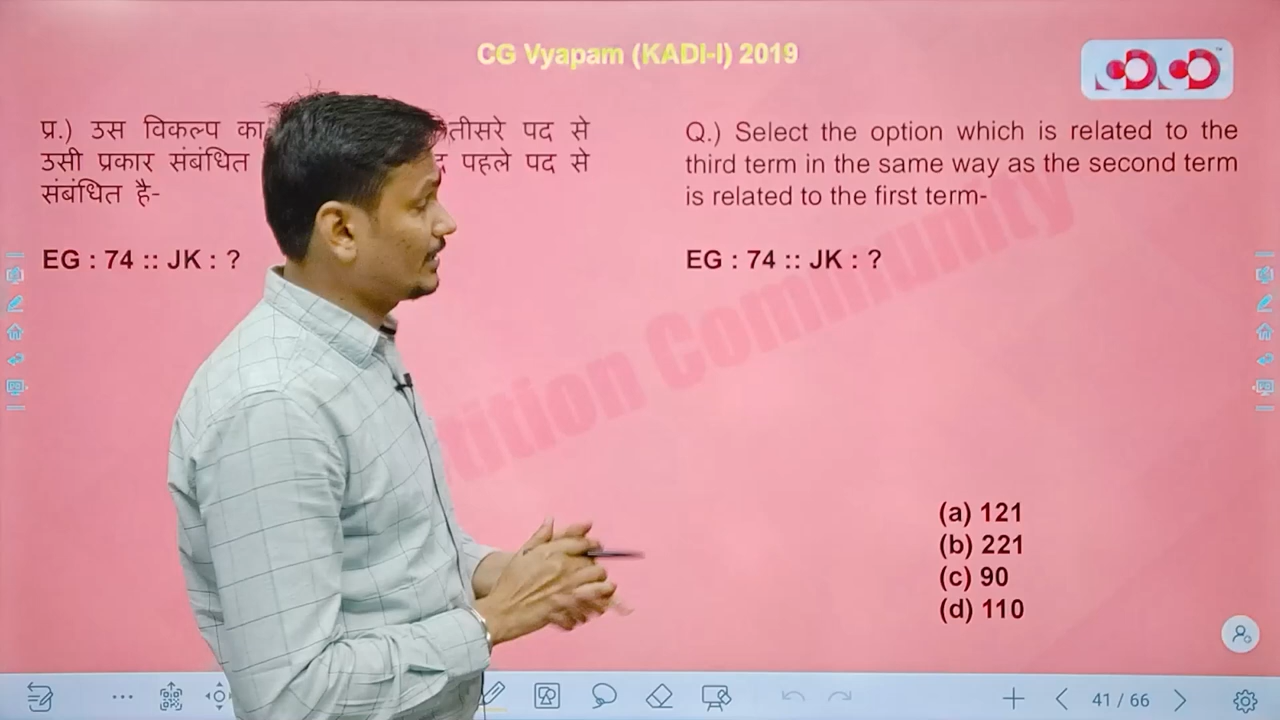 CG Vyapam (KADI-I) 2019
प्र.) उस विकल्प का तीसरे पद से
उसी प्रकार संबंधित पहले पद से
संबंधित है-
EG : 74 :: JK : ?
Q.) Select the option which is related to the
third term in the same way as the second term
is related to the first term-
EG : 74 :: JK : ?
Community
(a) 121
(b) 221
(c) 90
(d) 110
41 / 66